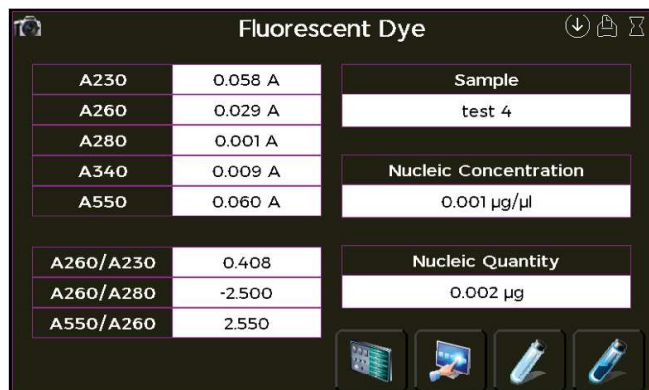 Fluorescent Dye
A230 0.058 A
A260 0.029 A
A280 0.001 A
A340 0.009 A
A550 0.060 A
A260/A230 0.408
A260/A280 -2.500
A550/A260 2.550
Sample
test 4
Nucleic Concentration
0.001 µg/µl
Nucleic Quantity
0.002 µg